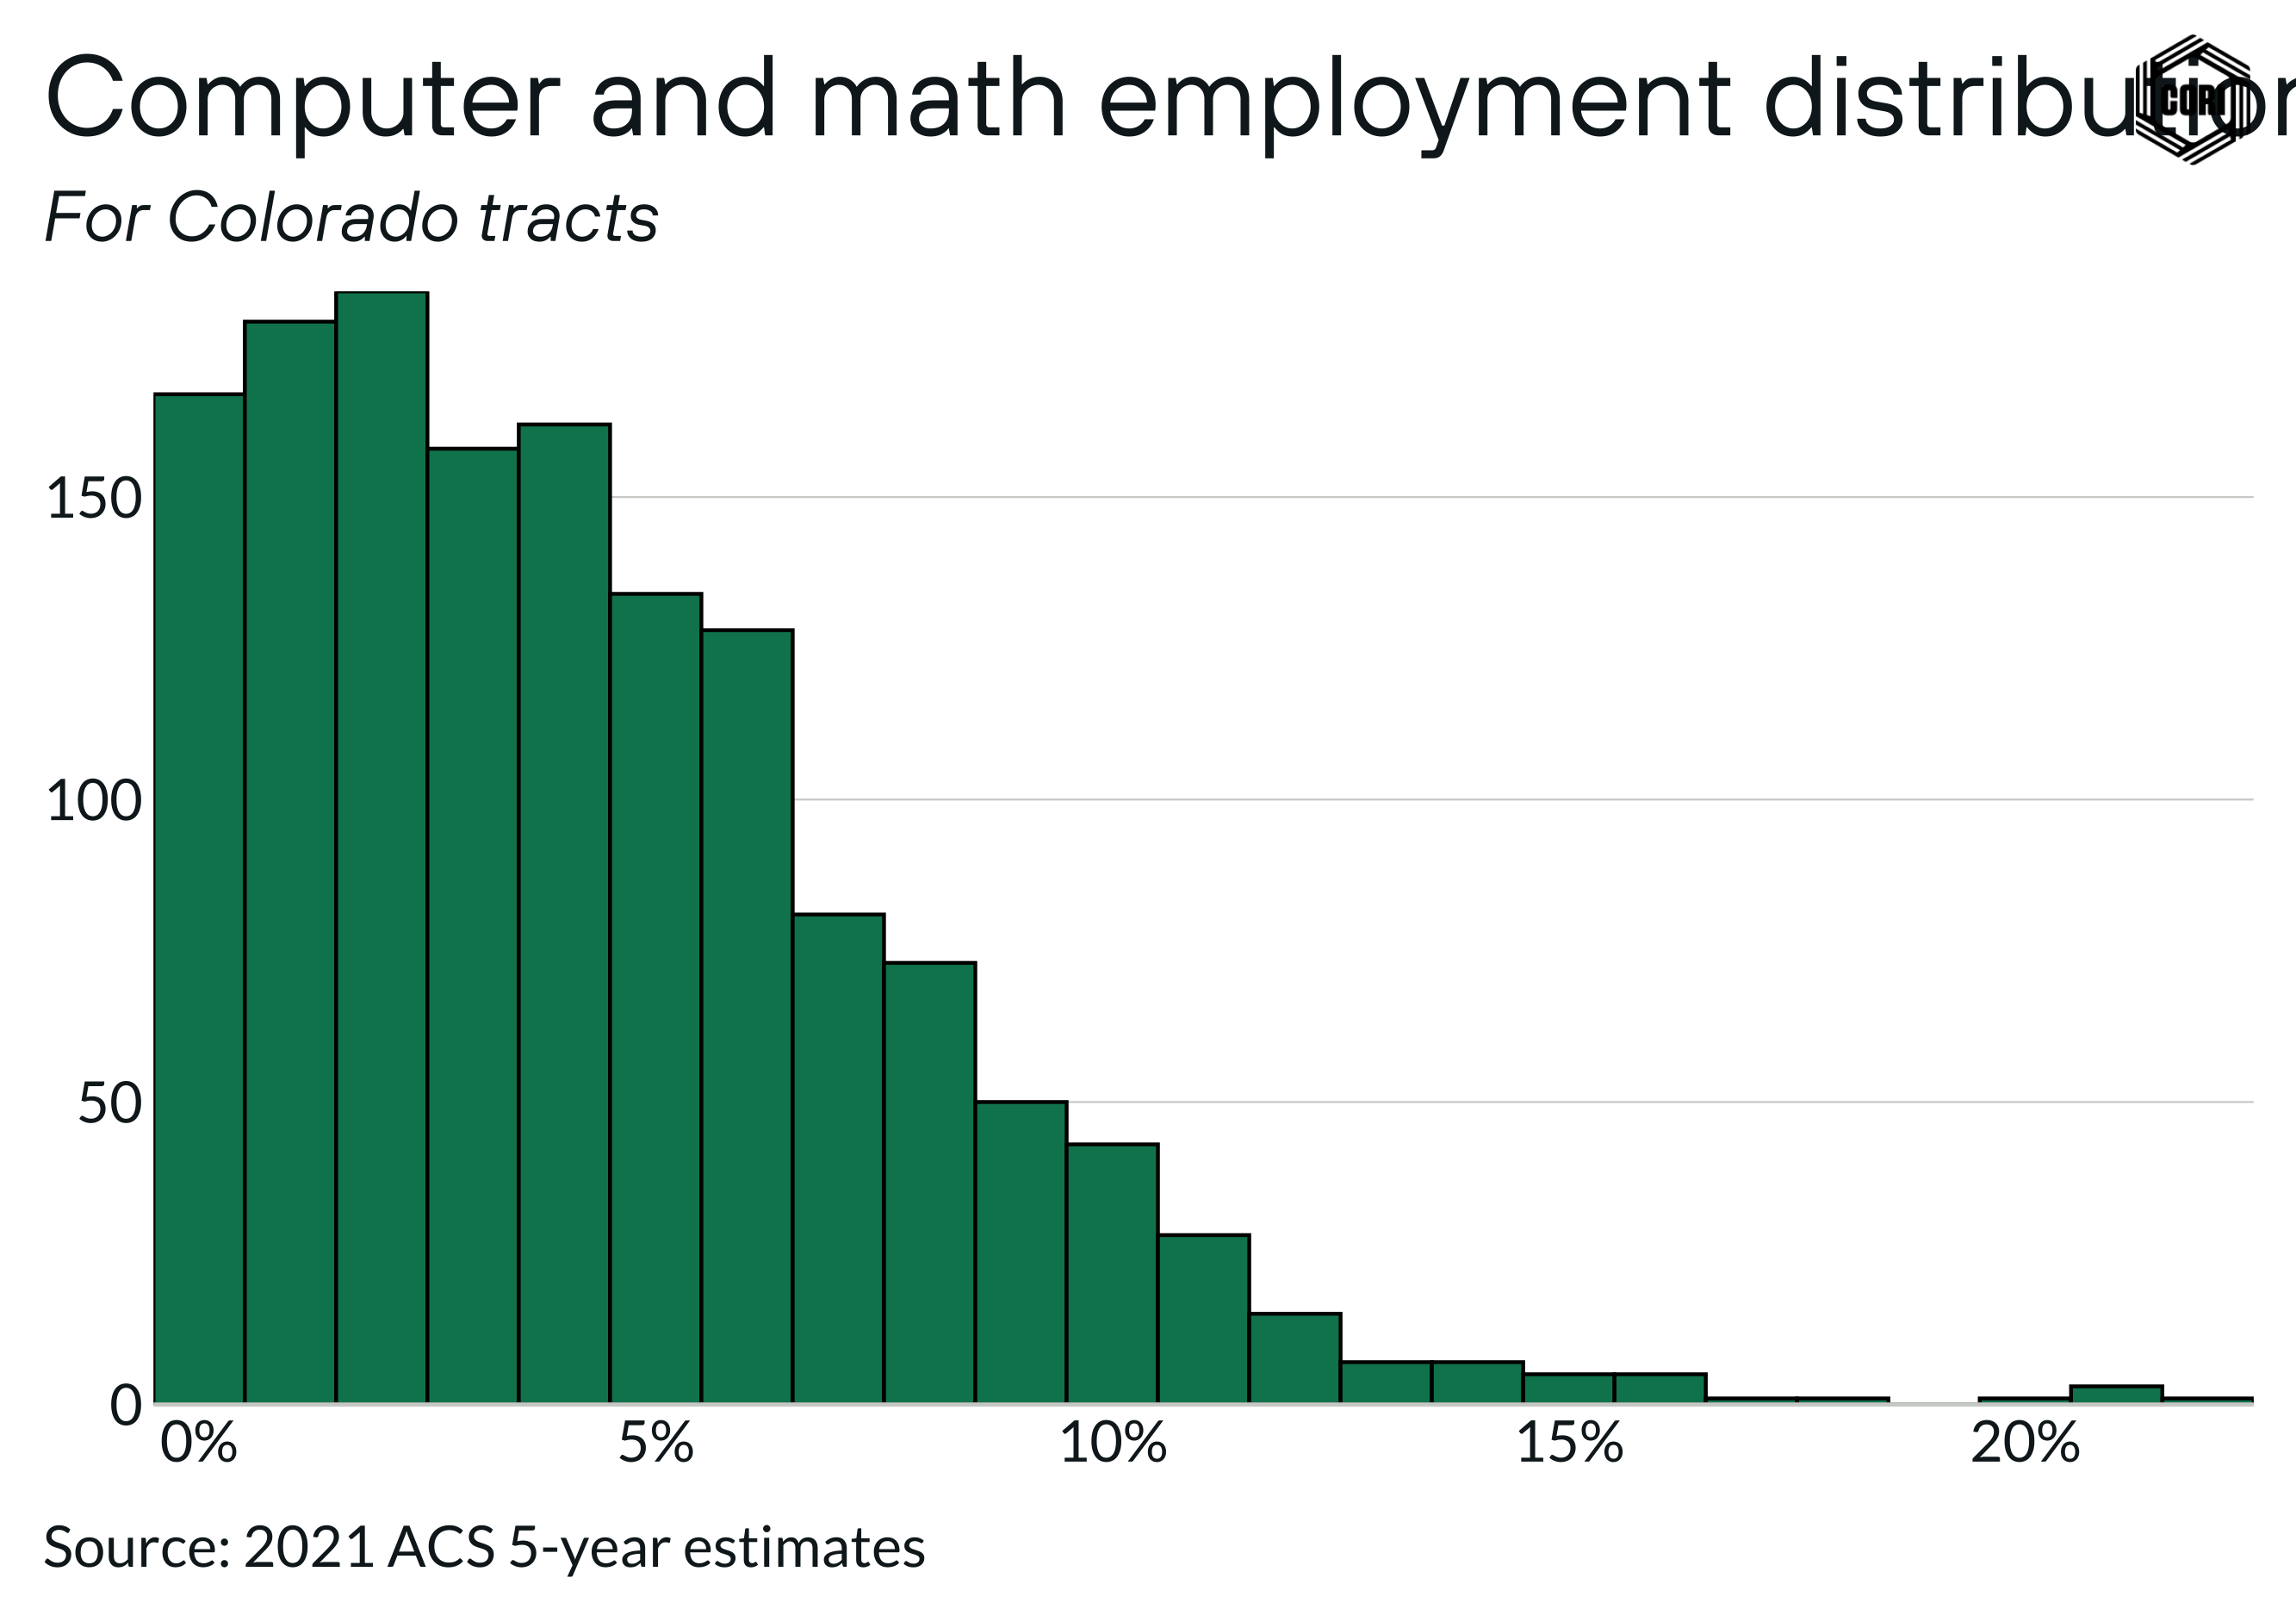 Computer and math employment distribution
For Colorado tracts
CORI
150
100
50
0
0% 5% 10% 15% 20%
Source: 2021 ACS 5-year estimates